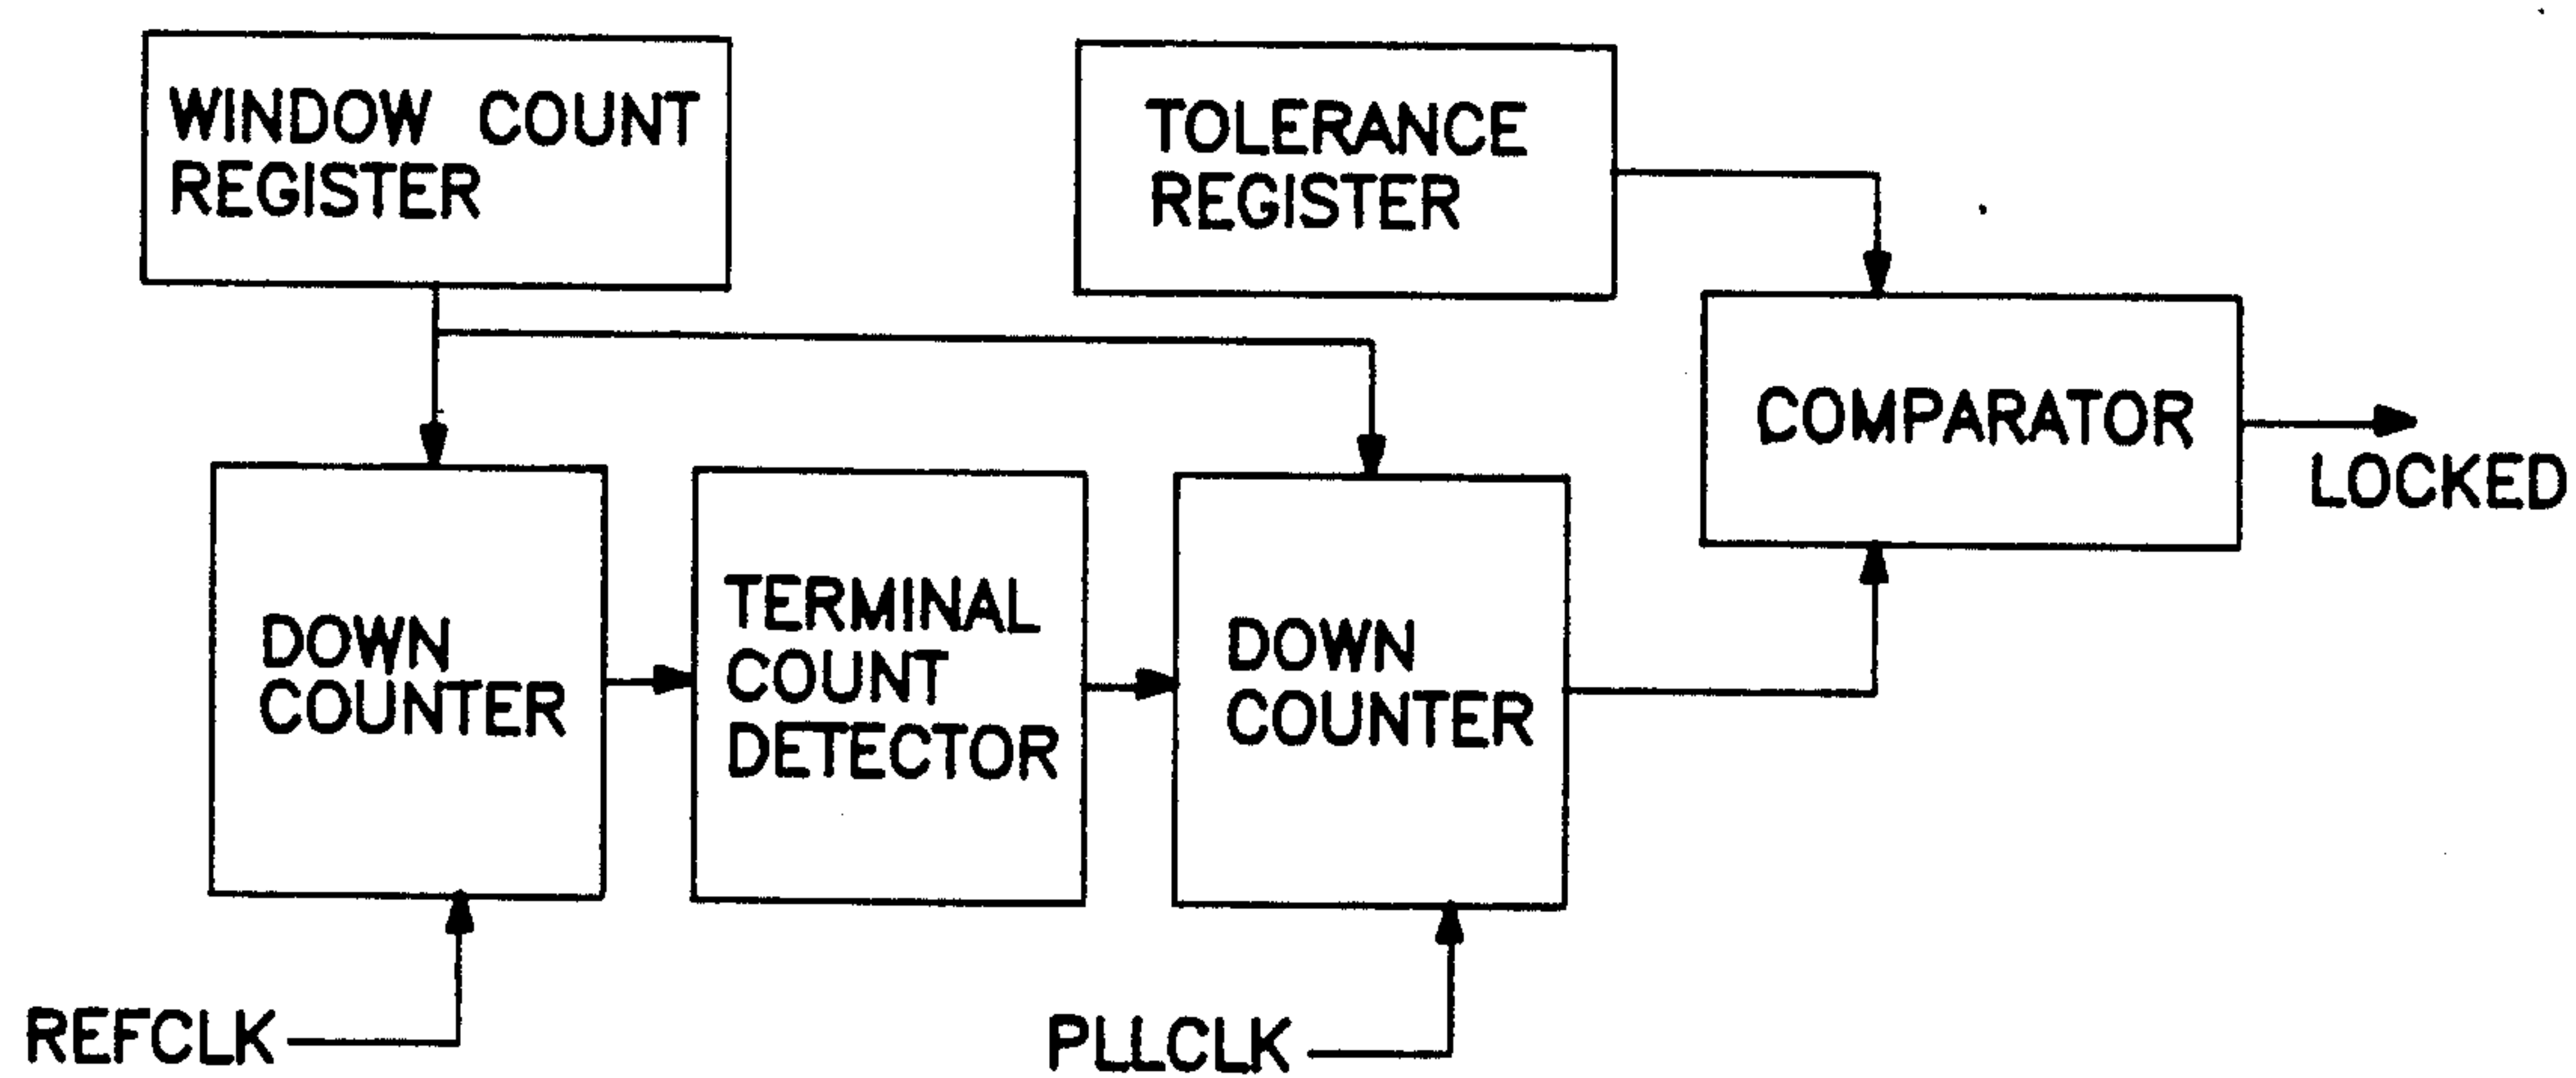 WINDOW COUNT
REGISTER
TOLERANCE
REGISTER
COMPARATOR
LOCKED
DOWN
COUNTER
TERMINAL
COUNT
DETECTOR
DOWN
COUNTER
REFCLK
PLLCLK